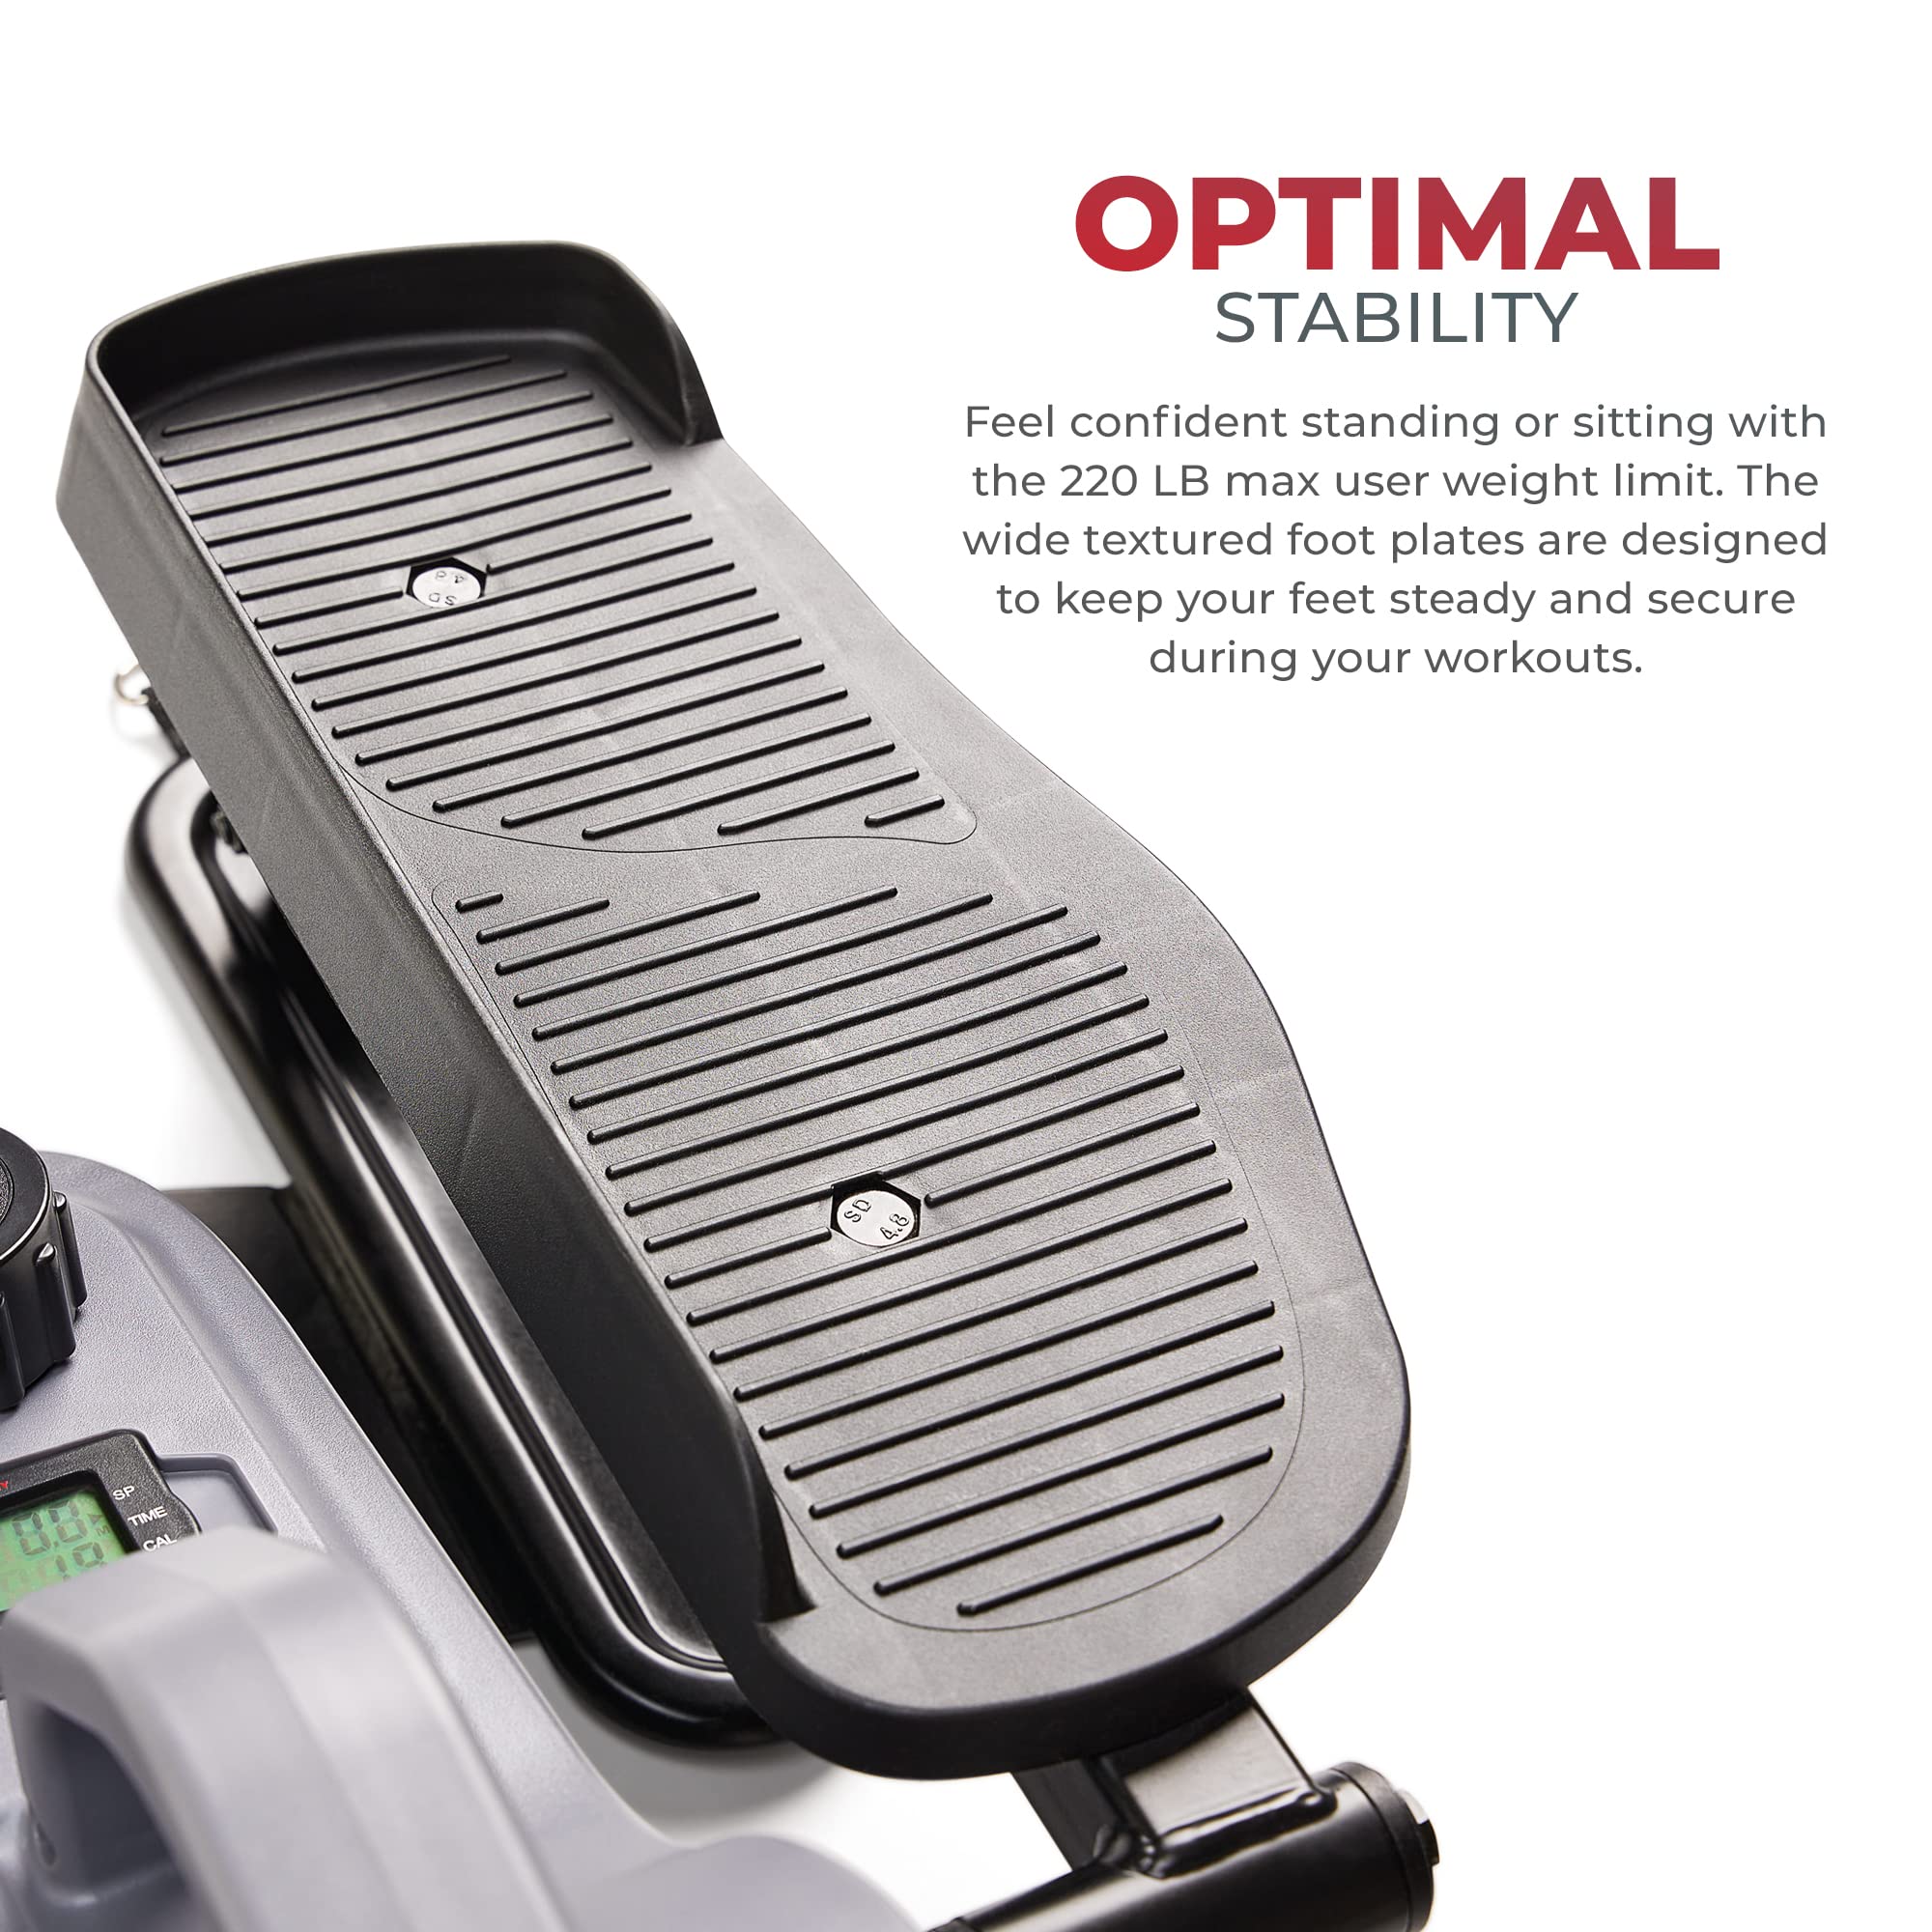 OPTIMAL
STABILITY
Feel confident standing or sitting with
the 220 LB max user weight limit. The
wide textured foot plates are designed
to keep your feet steady and secure
during your workouts.
SD
4.8
SD
4.8
SP
TIME
CAL